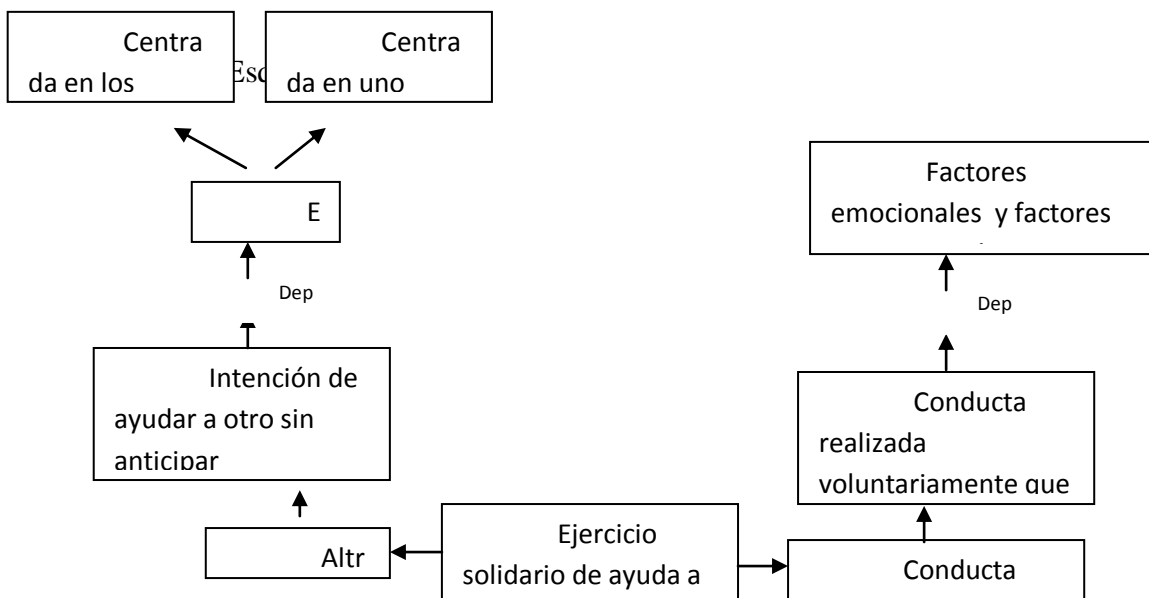 Centra
da en los
Esc
Centra
da en uno
Factores
emocionales y factores
E
Dep
Dep
Intención de
ayudar a otro sin
anticipar
Conducta
realizada
voluntariamente que
Altr
Ejercicio
solidario de ayuda a
Conducta